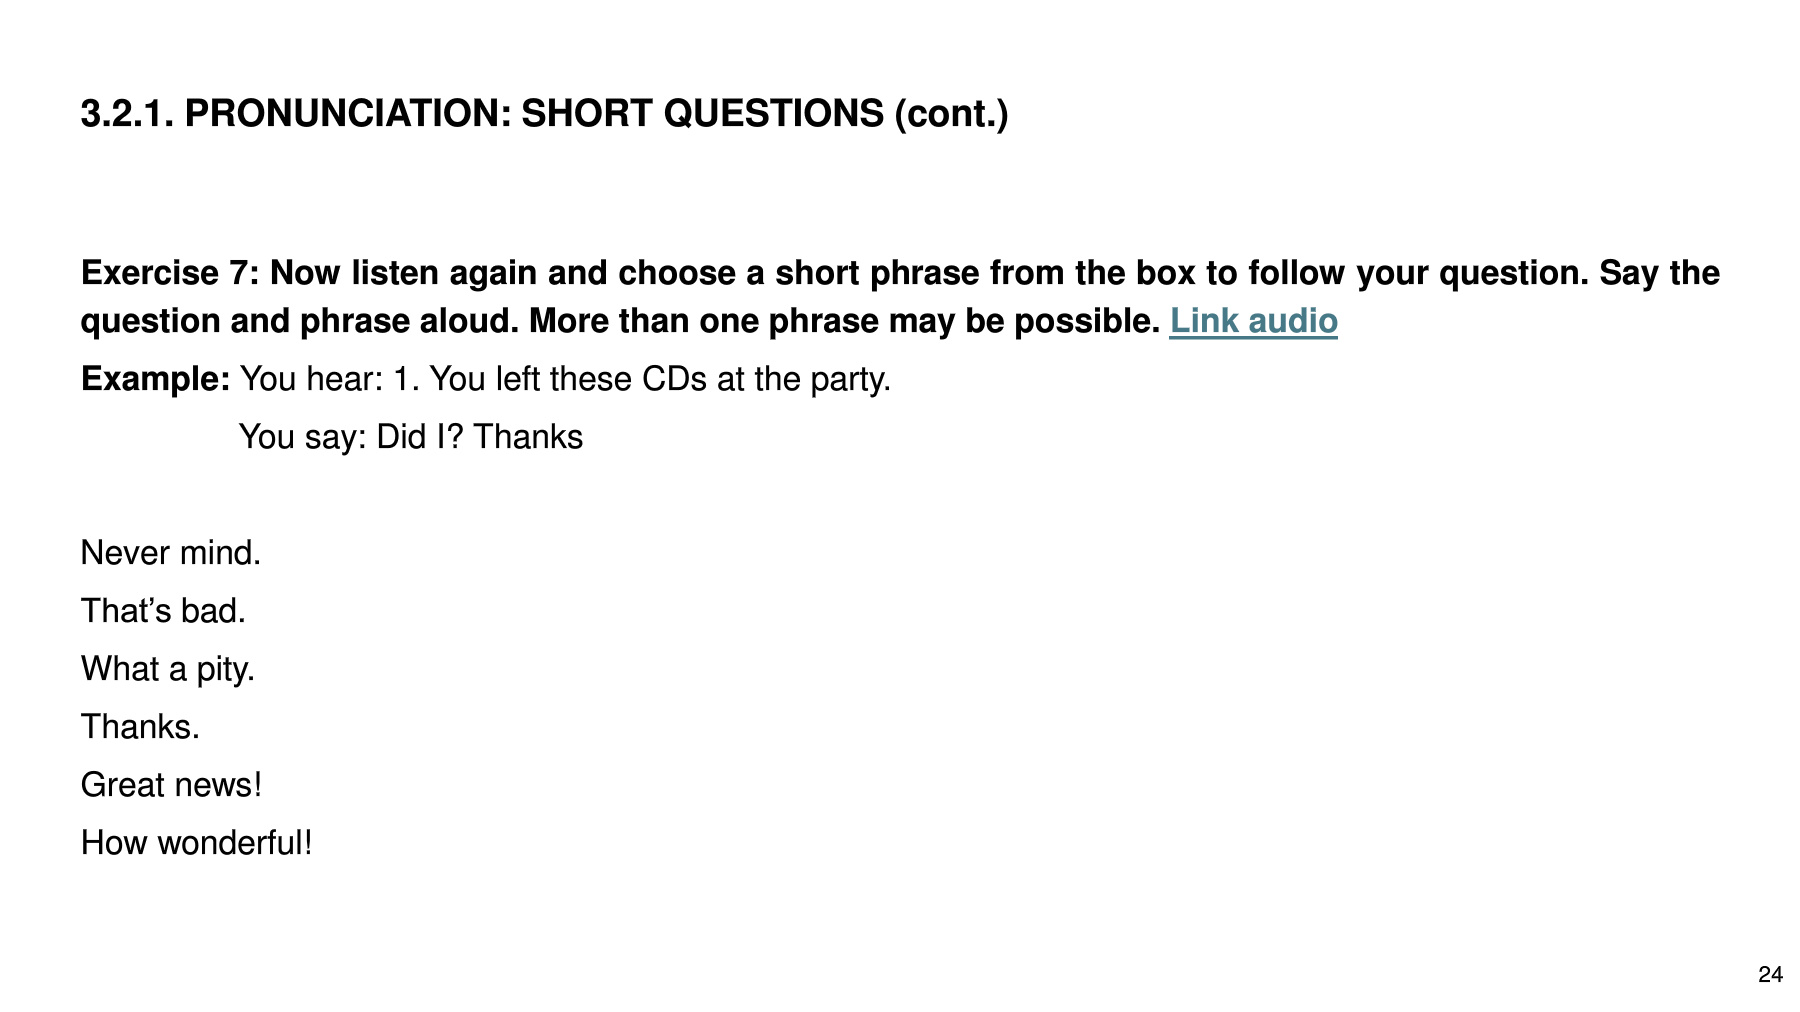 3.2.1. PRONUNCIATION: SHORT QUESTIONS (cont.)
Exercise 7: Now listen again and choose a short phrase from the box to follow your question. Say the
question and phrase aloud. More than one phrase may be possible. Link audio
Example: You hear: 1. You left these CDs at the party.
You say: Did I? Thanks
Never mind.
That’s bad.
What a pity.
Thanks.
Great news!
How wonderful!
24